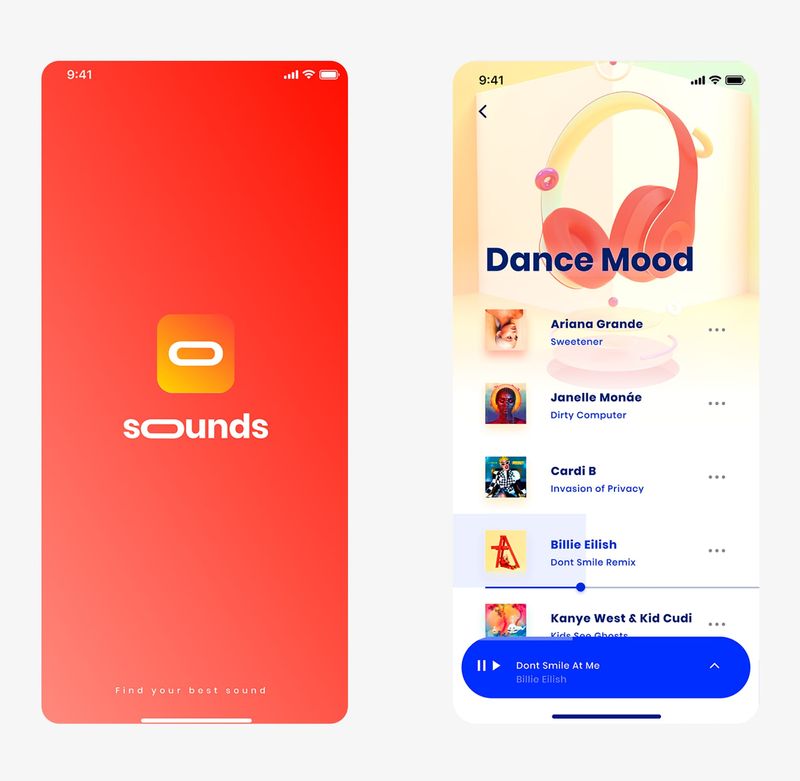 9:41
sounds
Find your best sound
9:41
Dance Mood
Ariana Grande
Sweetener
Janelle Monáe
Dirty Computer
Cardi B
Invasion of Privacy
Billie Eilish
Dont Smile Remix
Kanye West & Kid Cudi
Kids See Ghosts
Dont Smile At Me
Billie Eilish